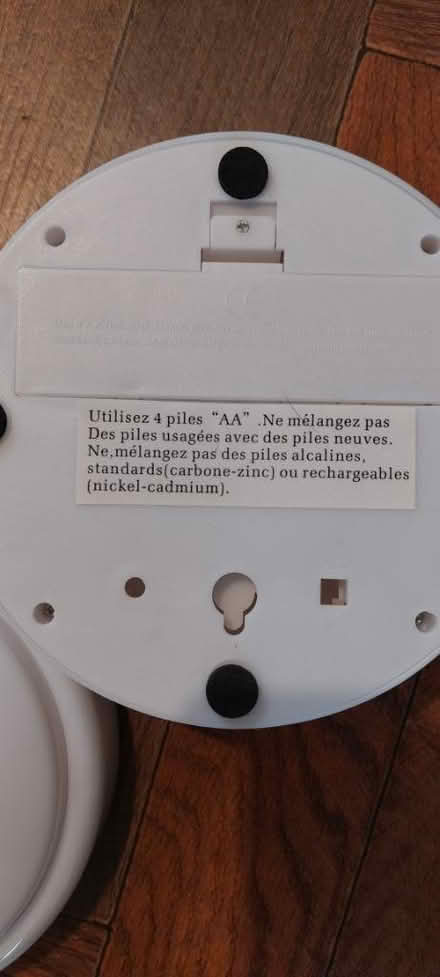 Utilisez 4 piles “AA” .Ne mélangez pas
Des piles usagées avec des piles neuves.
Ne,mélangez pas des piles alcalines,
standards(carbone-zinc) ou rechargeables
(nickel-cadmium).